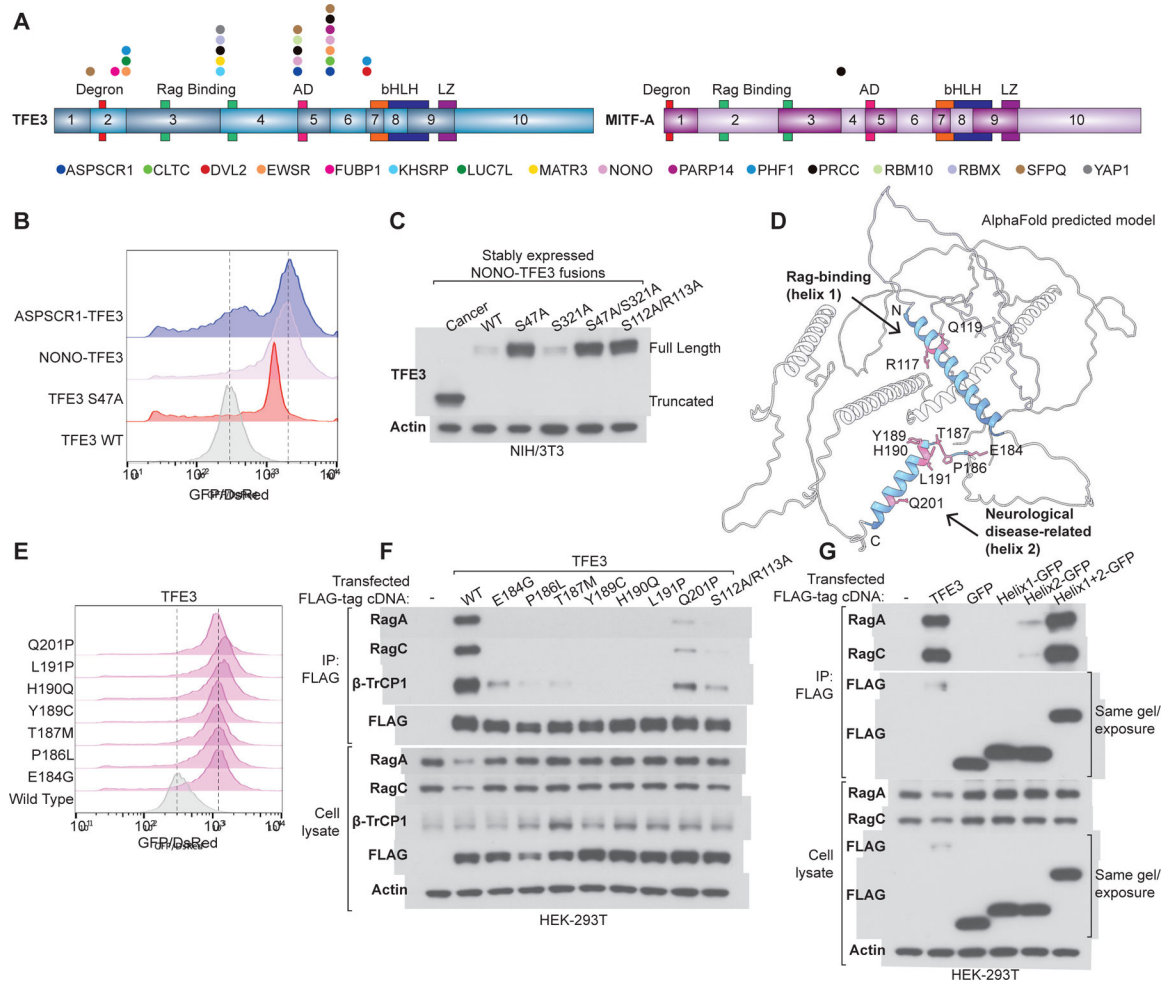 A
Degron Rag Binding AD bHLH LZ
TFE3 1 2 3 4 5 6 7 8 9 10
Degron Rag Binding AD bHLH LZ
MITF-A 1 2 3 4 5 6 7 8 9 10
ASPSCR1 CLTC DVL2 EWSR FUBP1 KHSRP LUC7L MATR3 NONO PARP14 PHF1 PRCC RBM10 RBMX SFPQ YAP1
B
ASPSCR1-TFE3
NONO-TFE3
TFE3 S47A
TFE3 WT
10¹ 10² 10³ 10⁴
GFP/DsRed
C
Stably expressed
NONO-TFE3 fusions
Cancer WT S47A S321A S47A/S321A S112A/R113A
TFE3
Full Length
Truncated
Actin
NIH/3T3
D
AlphaFold predicted model
Rag-binding
(helix 1)
N
Q119
R117
Y189
H190
T187
E184
L191
P186
Q201
C
Neurological
disease-related
(helix 2)
E
TFE3
Q201P
L191P
H190Q
Y189C
T187M
P186L
E184G
Wild Type
10¹ 10² 10³ 10⁴
GFP/DsRed
F
TFE3
Transfected
FLAG-tag cDNA:
- WT E184G P186L T187M Y189C H190Q L191P Q201P S112A/R113A
IP:
FLAG
RagA
RagC
β-TrCP1
FLAG
Cell
lysate
RagA
RagC
β-TrCP1
FLAG
Actin
HEK-293T
G
Transfected
FLAG-tag cDNA:
- TFE3 GFP Helix1-GFP Helix2-GFP Helix1+2-GFP
IP:
FLAG
RagA
RagC
FLAG
FLAG
Same gel/
exposure
Cell
lysate
RagA
RagC
FLAG
FLAG
Same gel/
exposure
Actin
HEK-293T